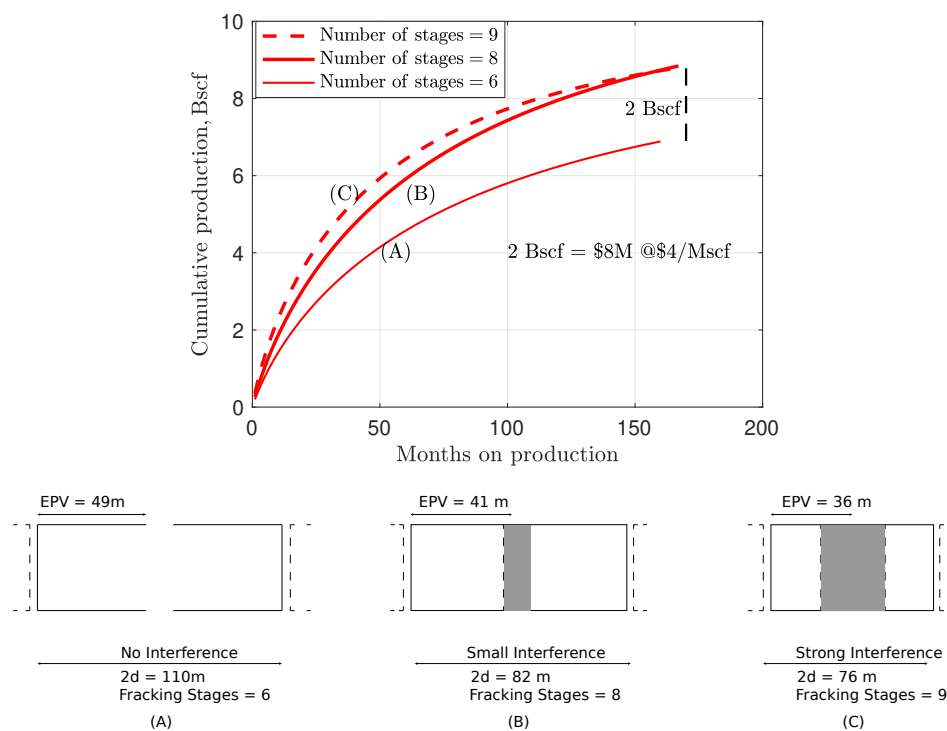 10
8
6
4
2
0
0
50
100
150
200
Cumulative production, Bscf
Months on production
Number of stages = 9
Number of stages = 8
Number of stages = 6
2 Bscf
(C)
(B)
(A)
2 Bscf = $8M @$4/Mscf
EPV = 49m
No Interference
2d = 110m
Fracking Stages = 6
(A)
EPV = 41 m
Small Interference
2d = 82 m
Fracking Stages = 8
(B)
EPV = 36 m
Strong Interference
2d = 76 m
Fracking Stages = 9
(C)